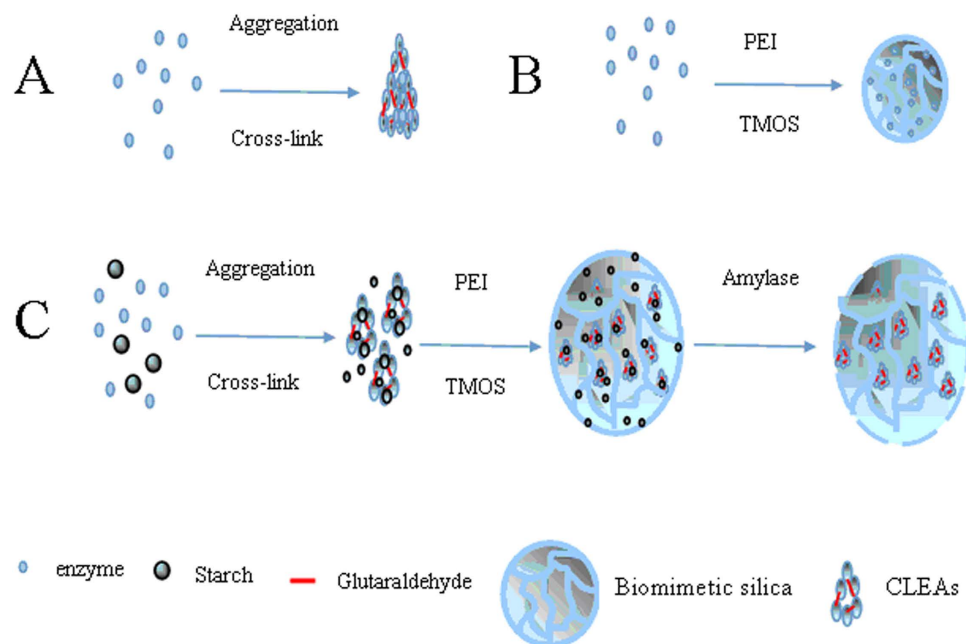 A
Aggregation
Cross-link
B
PEI
TMOS
C
Aggregation
Cross-link
PEI
TMOS
Amylase
enzyme
Starch
Glutaraldehyde
Biomimetic silica
CLEAs